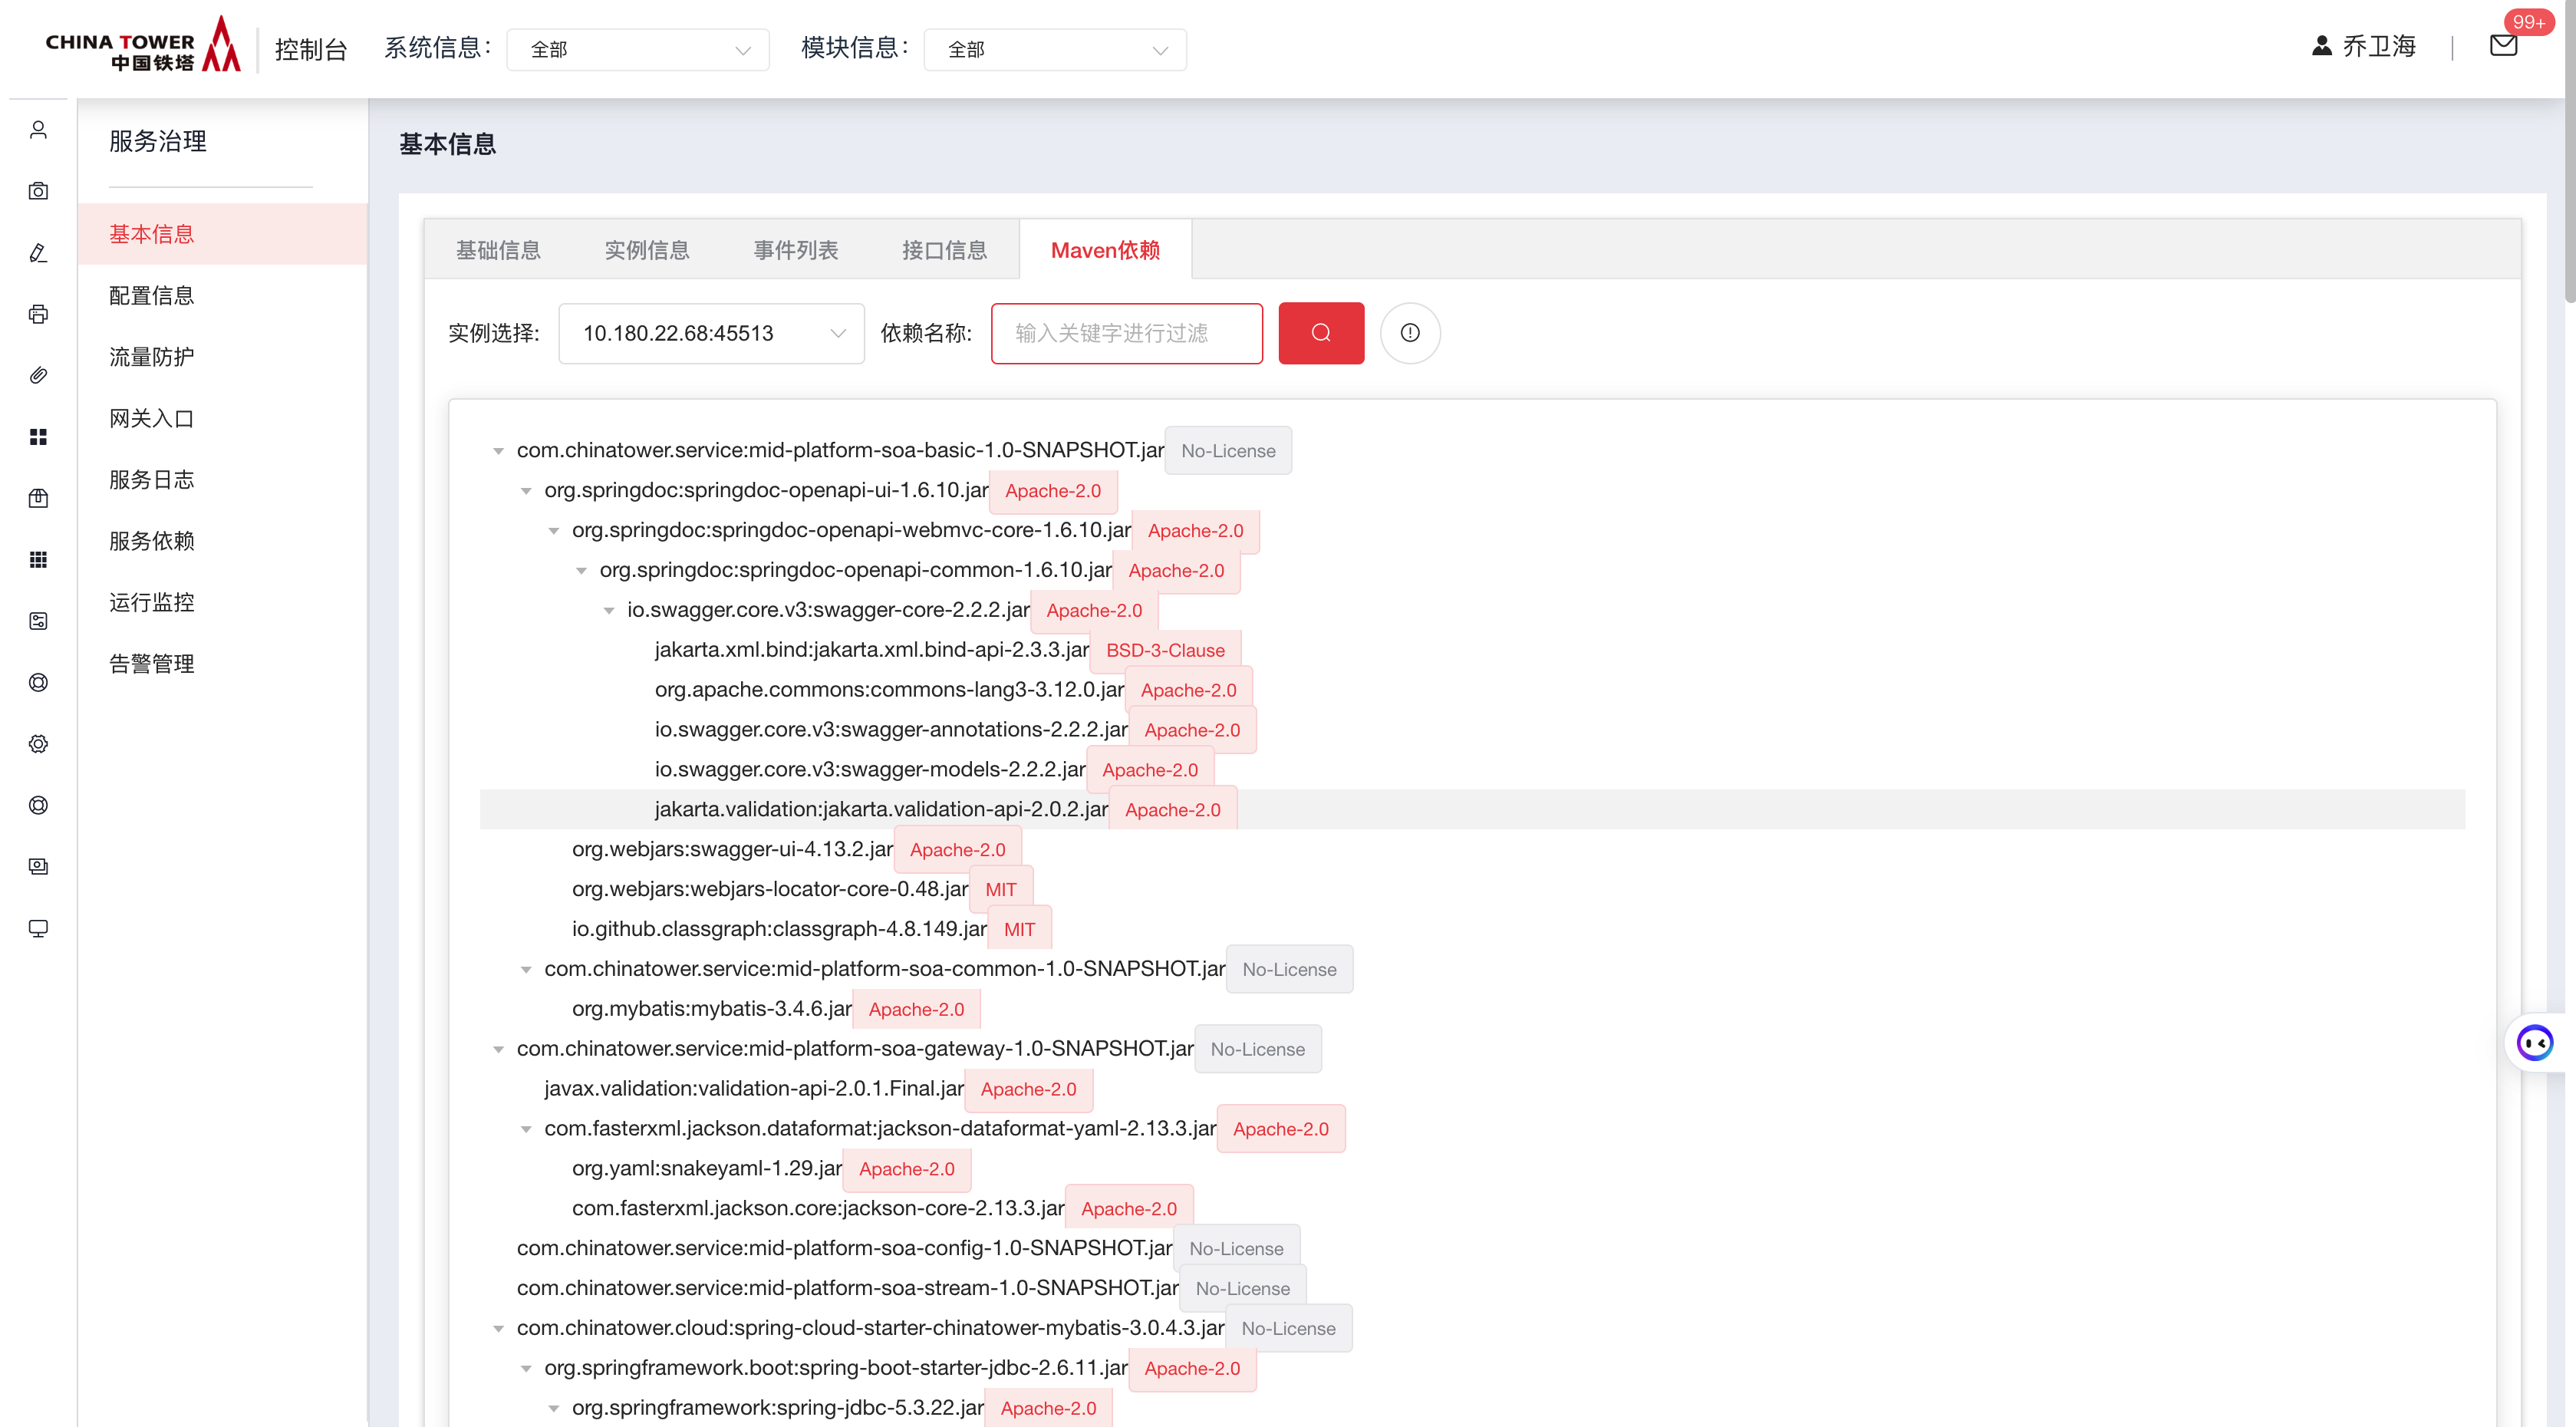 CHINA TOWER
中国铁塔
控制台 系统信息: 全部 模块信息: 全部 乔卫海 | 99+
服务治理
基本信息
配置信息
流量防护
网关入口
服务日志
服务依赖
运行监控
告警管理
基本信息
基础信息 实例信息 事件列表 接口信息 Maven依赖
实例选择: 10.180.22.68:45513 依赖名称: 输入关键字进行过滤
com.chinatower.service:mid-platform-soa-basic-1.0-SNAPSHOT.jar No-License
org.springdoc:springdoc-openapi-ui-1.6.10.jar Apache-2.0
org.springdoc:springdoc-openapi-webmvc-core-1.6.10.jar Apache-2.0
org.springdoc:springdoc-openapi-common-1.6.10.jar Apache-2.0
io.swagger.core.v3:swagger-core-2.2.2.jar Apache-2.0
jakarta.xml.bind:jakarta.xml.bind-api-2.3.3.jar BSD-3-Clause
org.apache.commons:commons-lang3-3.12.0.jar Apache-2.0
io.swagger.core.v3:swagger-annotations-2.2.2.jar Apache-2.0
io.swagger.core.v3:swagger-models-2.2.2.jar Apache-2.0
jakarta.validation:jakarta.validation-api-2.0.2.jar Apache-2.0
org.webjars:swagger-ui-4.13.2.jar Apache-2.0
org.webjars:webjars-locator-core-0.48.jar MIT
io.github.classgraph:classgraph-4.8.149.jar MIT
com.chinatower.service:mid-platform-soa-common-1.0-SNAPSHOT.jar No-License
org.mybatis:mybatis-3.4.6.jar Apache-2.0
com.chinatower.service:mid-platform-soa-gateway-1.0-SNAPSHOT.jar No-License
javax.validation:validation-api-2.0.1.Final.jar Apache-2.0
com.fasterxml.jackson.dataformat:jackson-dataformat-yaml-2.13.3.jar Apache-2.0
org.yaml:snakeyaml-1.29.jar Apache-2.0
com.fasterxml.jackson.core:jackson-core-2.13.3.jar Apache-2.0
com.chinatower.service:mid-platform-soa-config-1.0-SNAPSHOT.jar No-License
com.chinatower.service:mid-platform-soa-stream-1.0-SNAPSHOT.jar No-License
com.chinatower.cloud:spring-cloud-starter-chinatower-mybatis-3.0.4.3.jar No-License
org.springframework.boot:spring-boot-starter-jdbc-2.6.11.jar Apache-2.0
org.springframework:spring-jdbc-5.3.22.jar Apache-2.0